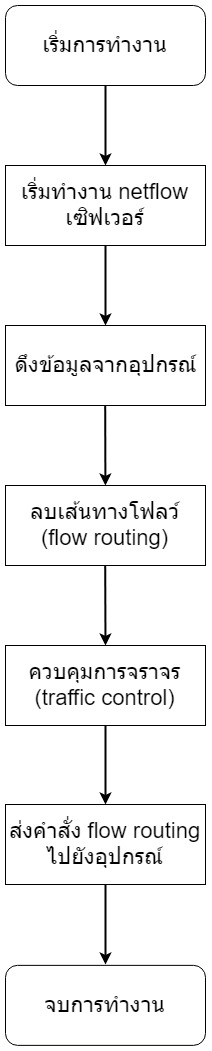 เริ่มการทำงาน
เริ่มทำงาน netflow
เซิฟเวอร์
ดึงข้อมูลจากอุปกรณ์
ลบเส้นทางโฟลว์
(flow routing)
ควบคุมการจราจร
(traffic control)
ส่งคำสั่ง flow routing
ไปยังอุปกรณ์
จบการทำงาน